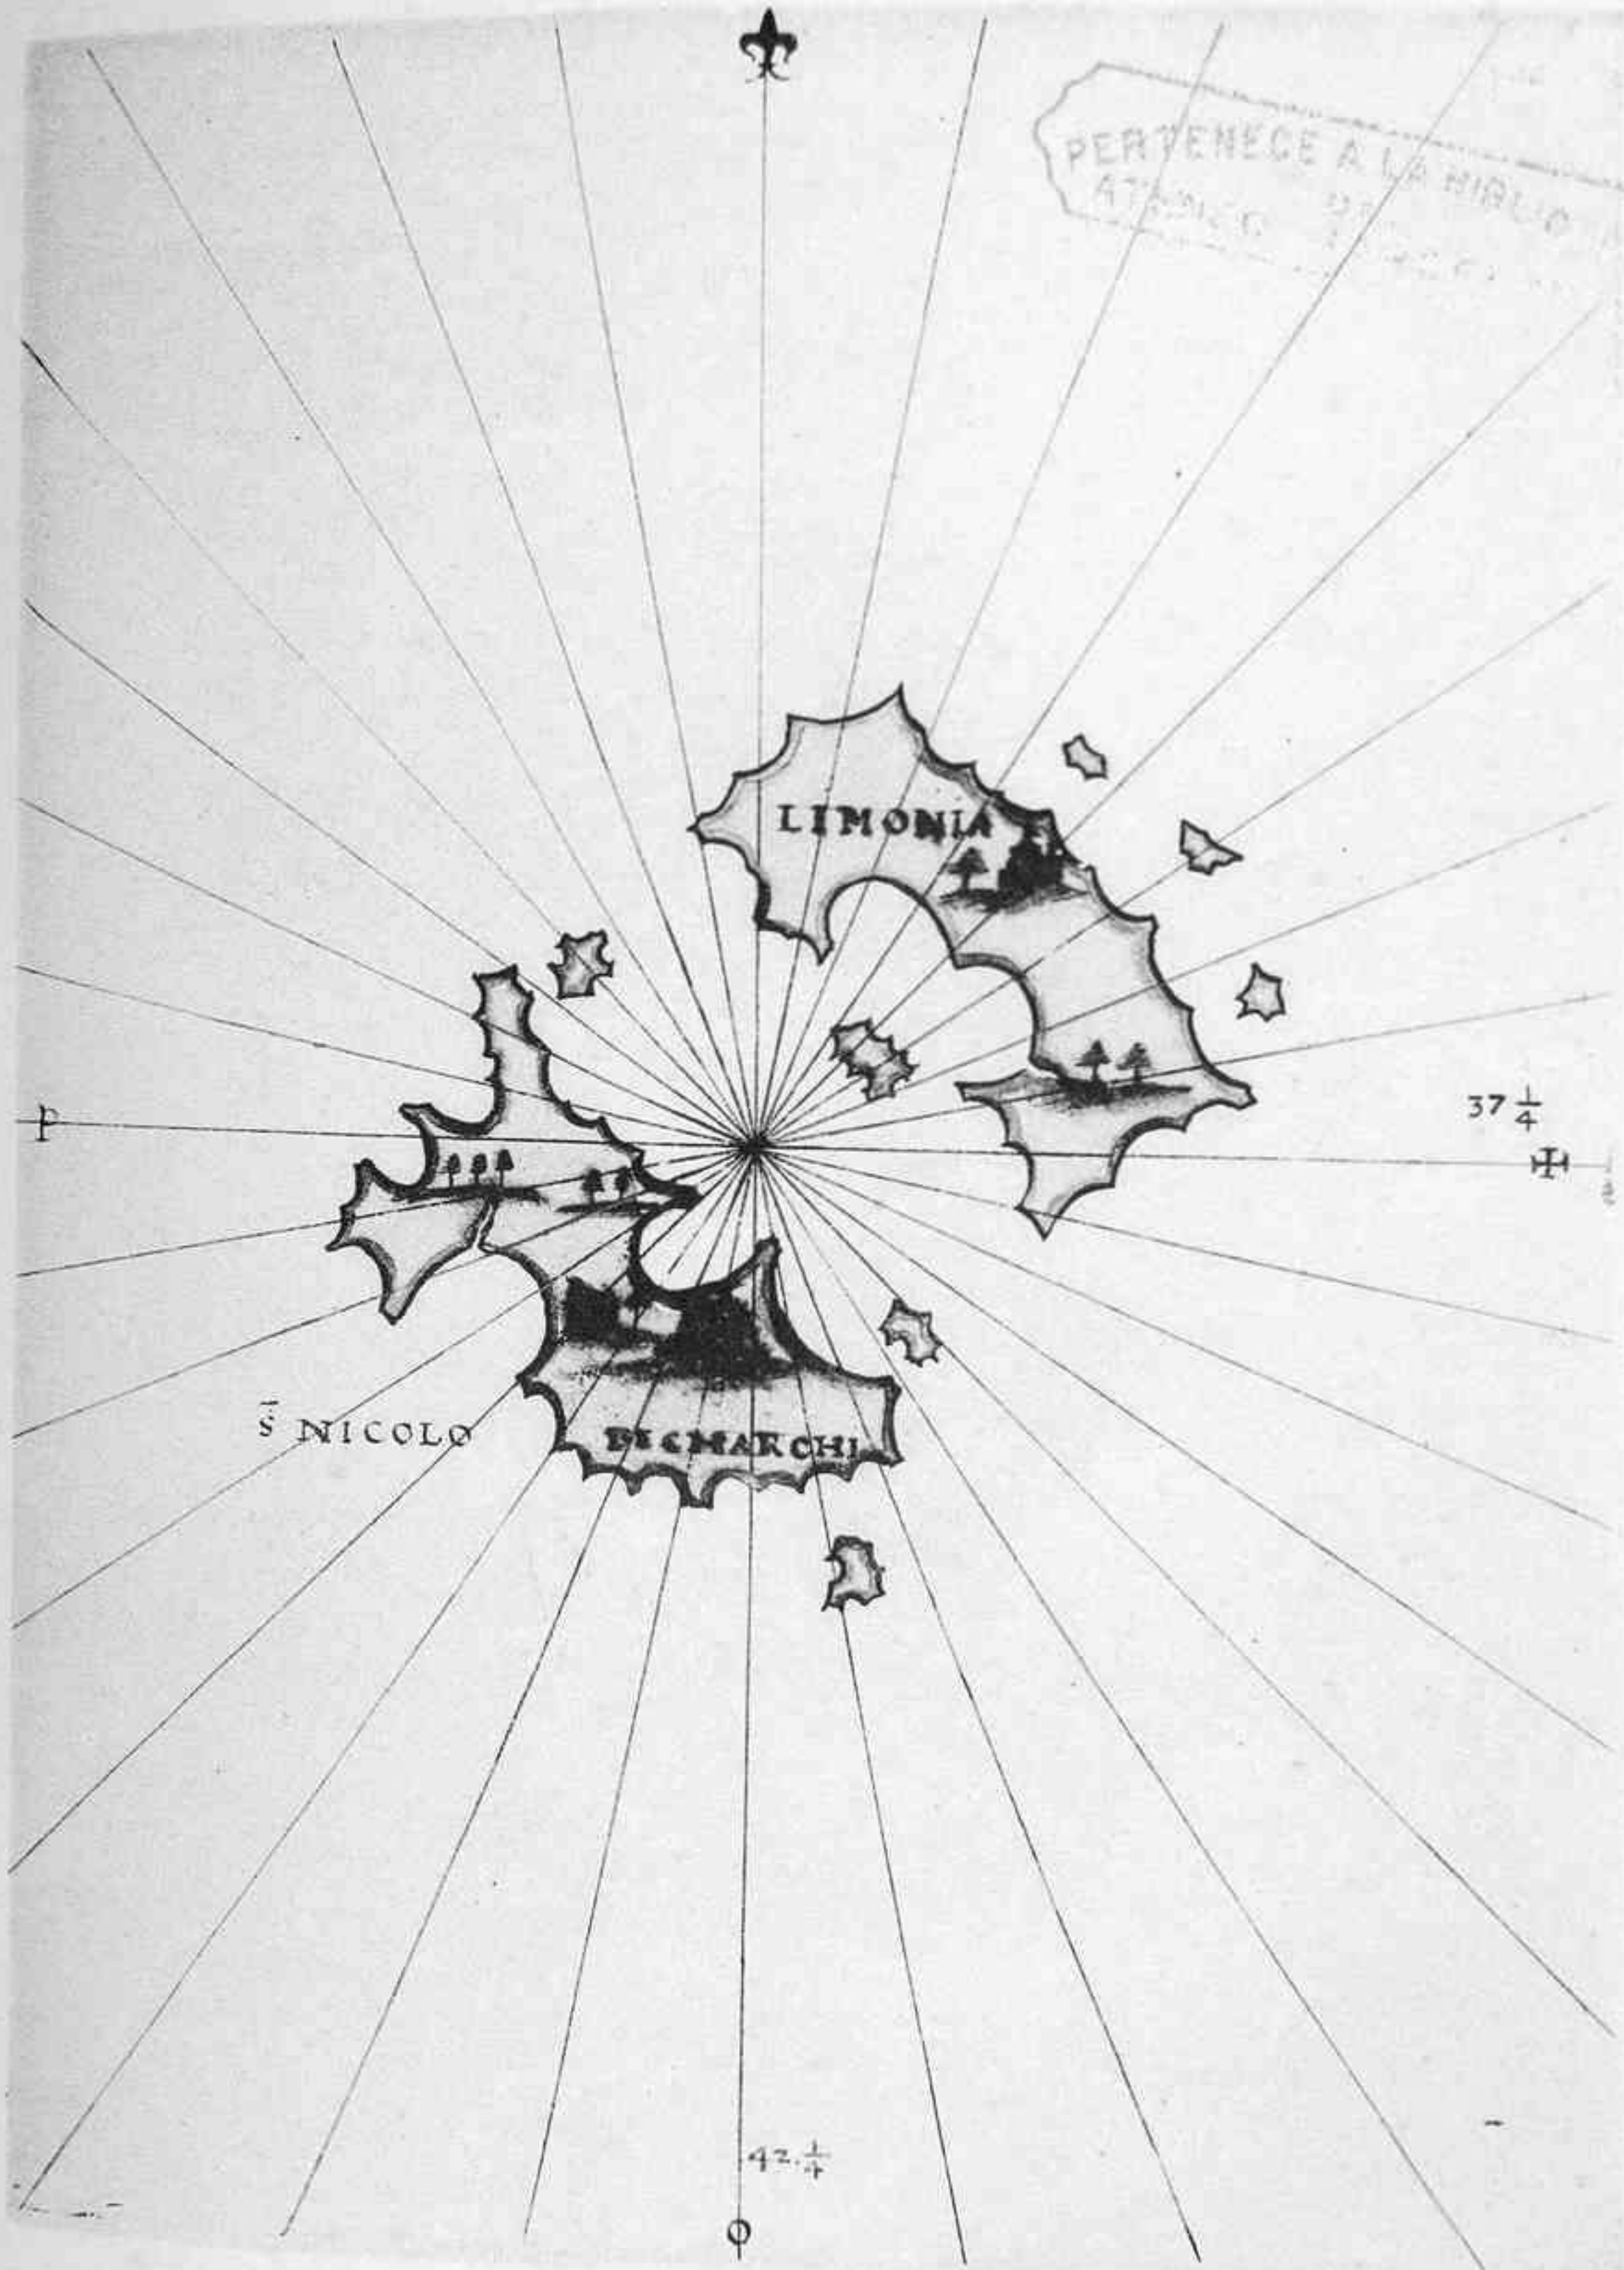 PERTENECE A LA BIBLIO
LIMONIA
P
37 1/4
S̄ NICOLO
42. 1/4
O